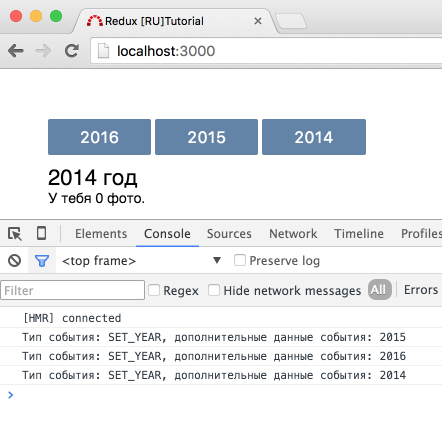 Redux [RU]Tutorial
localhost:3000
2016 2015 2014
2014 год
У тебя 0 фото.
Elements Console Sources Network Timeline Profiles
<top frame> Preserve log
Filter Regex Hide network messages All Errors
[HMR] connected
Тип события: SET_YEAR, дополнительные данные события: 2015
Тип события: SET_YEAR, дополнительные данные события: 2016
Тип события: SET_YEAR, дополнительные данные события: 2014